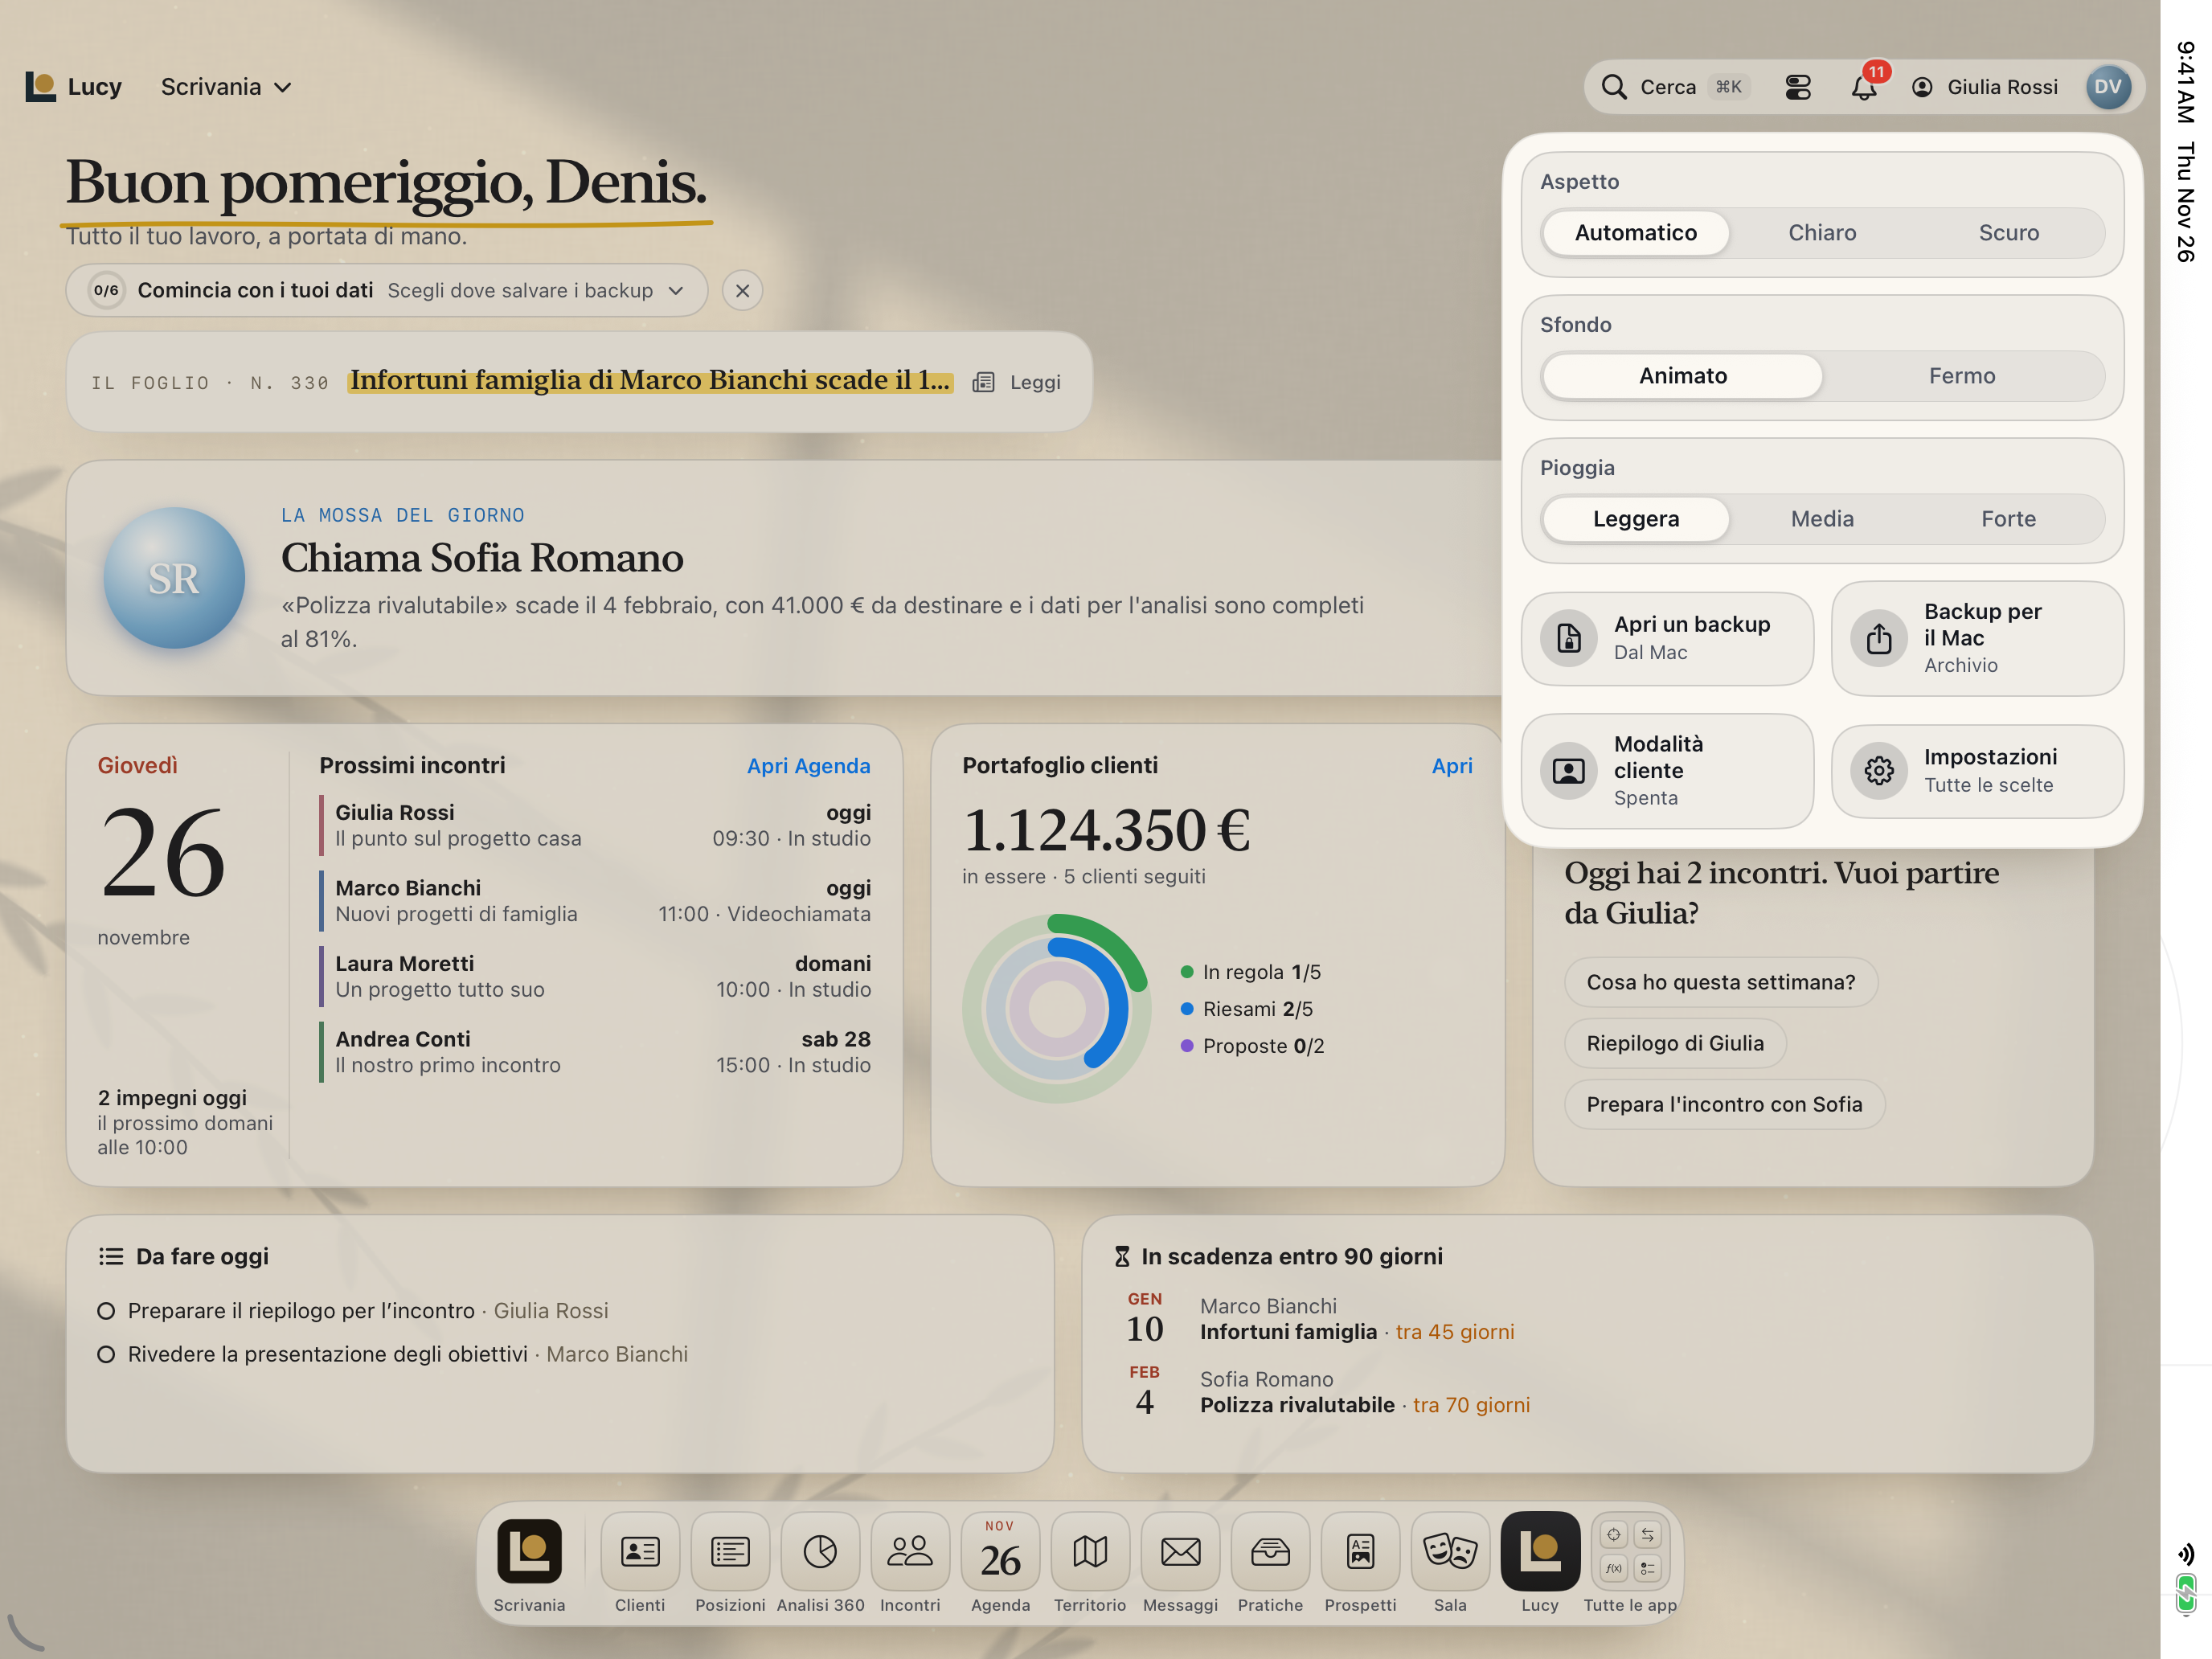 Lucy
Scrivania
Cerca ⌘K
11
Giulia Rossi
DV
9:41 AM Thu Nov 26
Buon pomeriggio, Denis.
Tutto il tuo lavoro, a portata di mano.
0/6 Comincia con i tuoi dati Scegli dove salvare i backup
IL FOGLIO · N. 330 Infortuni famiglia di Marco Bianchi scade il 1... Leggi
SR
LA MOSSA DEL GIORNO
Chiama Sofia Romano
«Polizza rivalutabile» scade il 4 febbraio, con 41.000 € da destinare e i dati per l'analisi sono completi
al 81%.
Aspetto
Automatico Chiaro Scuro
Sfondo
Animato Fermo
Pioggia
Leggera Media Forte
Apri un backup
Dal Mac
Backup per
il Mac
Archivio
Modalità
cliente
Spenta
Impostazioni
Tutte le scelte
Giovedì
26
novembre
2 impegni oggi
il prossimo domani
alle 10:00
Prossimi incontri Apri Agenda
Giulia Rossi oggi
Il punto sul progetto casa 09:30 · In studio
Marco Bianchi oggi
Nuovi progetti di famiglia 11:00 · Videochiamata
Laura Moretti domani
Un progetto tutto suo 10:00 · In studio
Andrea Conti sab 28
Il nostro primo incontro 15:00 · In studio
Portafoglio clienti Apri
1.124.350 €
in essere · 5 clienti seguiti
In regola 1/5
Riesami 2/5
Proposte 0/2
Oggi hai 2 incontri. Vuoi partire
da Giulia?
Cosa ho questa settimana?
Riepilogo di Giulia
Prepara l'incontro con Sofia
Da fare oggi
Preparare il riepilogo per l’incontro · Giulia Rossi
Rivedere la presentazione degli obiettivi · Marco Bianchi
In scadenza entro 90 giorni
GEN
10
Marco Bianchi
Infortuni famiglia · tra 45 giorni
FEB
4
Sofia Romano
Polizza rivalutabile · tra 70 giorni
NOV
26
A
f(x)
Scrivania Clienti Posizioni Analisi 360 Incontri Agenda Territorio Messaggi Pratiche Prospetti Sala Lucy Tutte le app